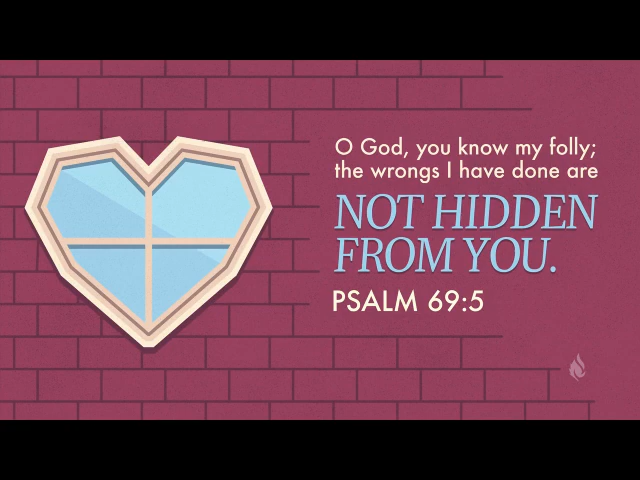 O God, you know my folly;
the wrongs I have done are
NOT HIDDEN
FROM YOU.
PSALM 69:5